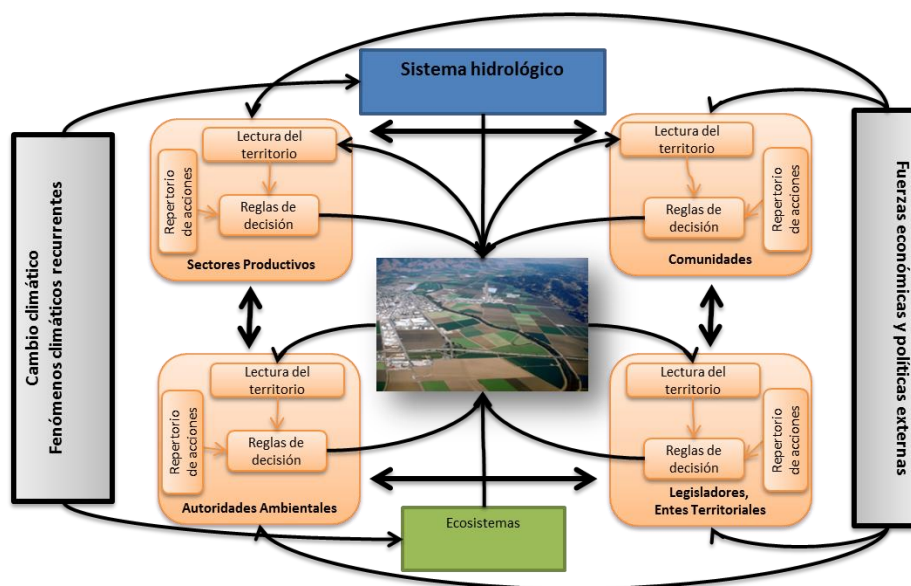 Sistema hidrológico
Cambio climático
Fenómenos climáticos recurrentes
Lectura del
territorio
Repertorio
de acciones
Reglas de
decisión
Sectores Productivos
Lectura del
territorio
Repertorio
de acciones
Reglas de
decisión
Comunidades
Fuerzas económicas y políticas externas
Lectura del
territorio
Repertorio
de acciones
Reglas de
decisión
Autoridades Ambientales
Lectura del
territorio
Repertorio
de acciones
Reglas de
decisión
Legisladores,
Entes Territoriales
Ecosistemas